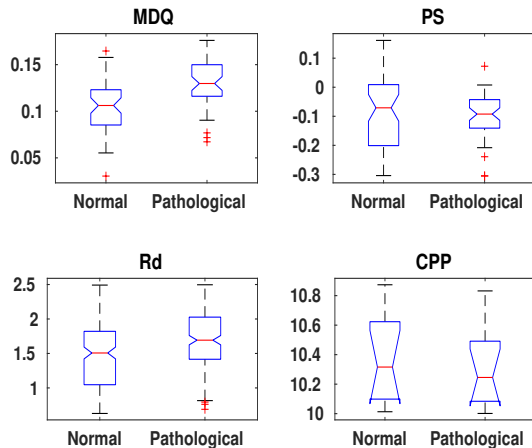 MDQ
0.15
0.1
0.05
Normal Pathological
PS
0.1
0
-0.1
-0.2
-0.3
Normal Pathological
Rd
2.5
2
1.5
1
Normal Pathological
CPP
10.8
10.6
10.4
10.2
10
Normal Pathological